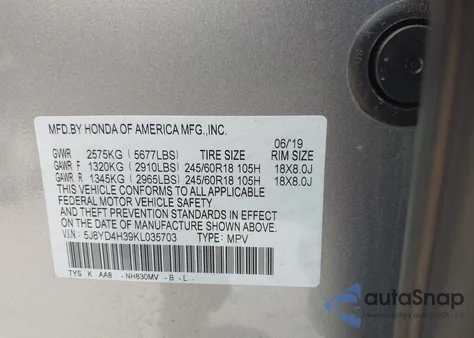 MFD.BY HONDA OF AMERICA MFG.,INC.
06/'19
GVWR 2575KG (5677LBS) TIRE SIZE RIM SIZE
GAWR F 1320KG (2910LBS) 245/60R18 105H 18X8.0J
GAWR R 1345KG (2965LBS) 245/60R18 105H 18X8.0J
THIS VEHICLE CONFORMS TO ALL APPLICABLE
FEDERAL MOTOR VEHICLE SAFETY
AND THEFT PREVENTION STANDARDS IN EFFECT
ON THE DATE OF MANUFACTURE SHOWN ABOVE.
V.I.N: 5J8YD4H39KL035703 TYPE: MPV
TYS K AA8 - NH830MV - B - L -
autoSnap